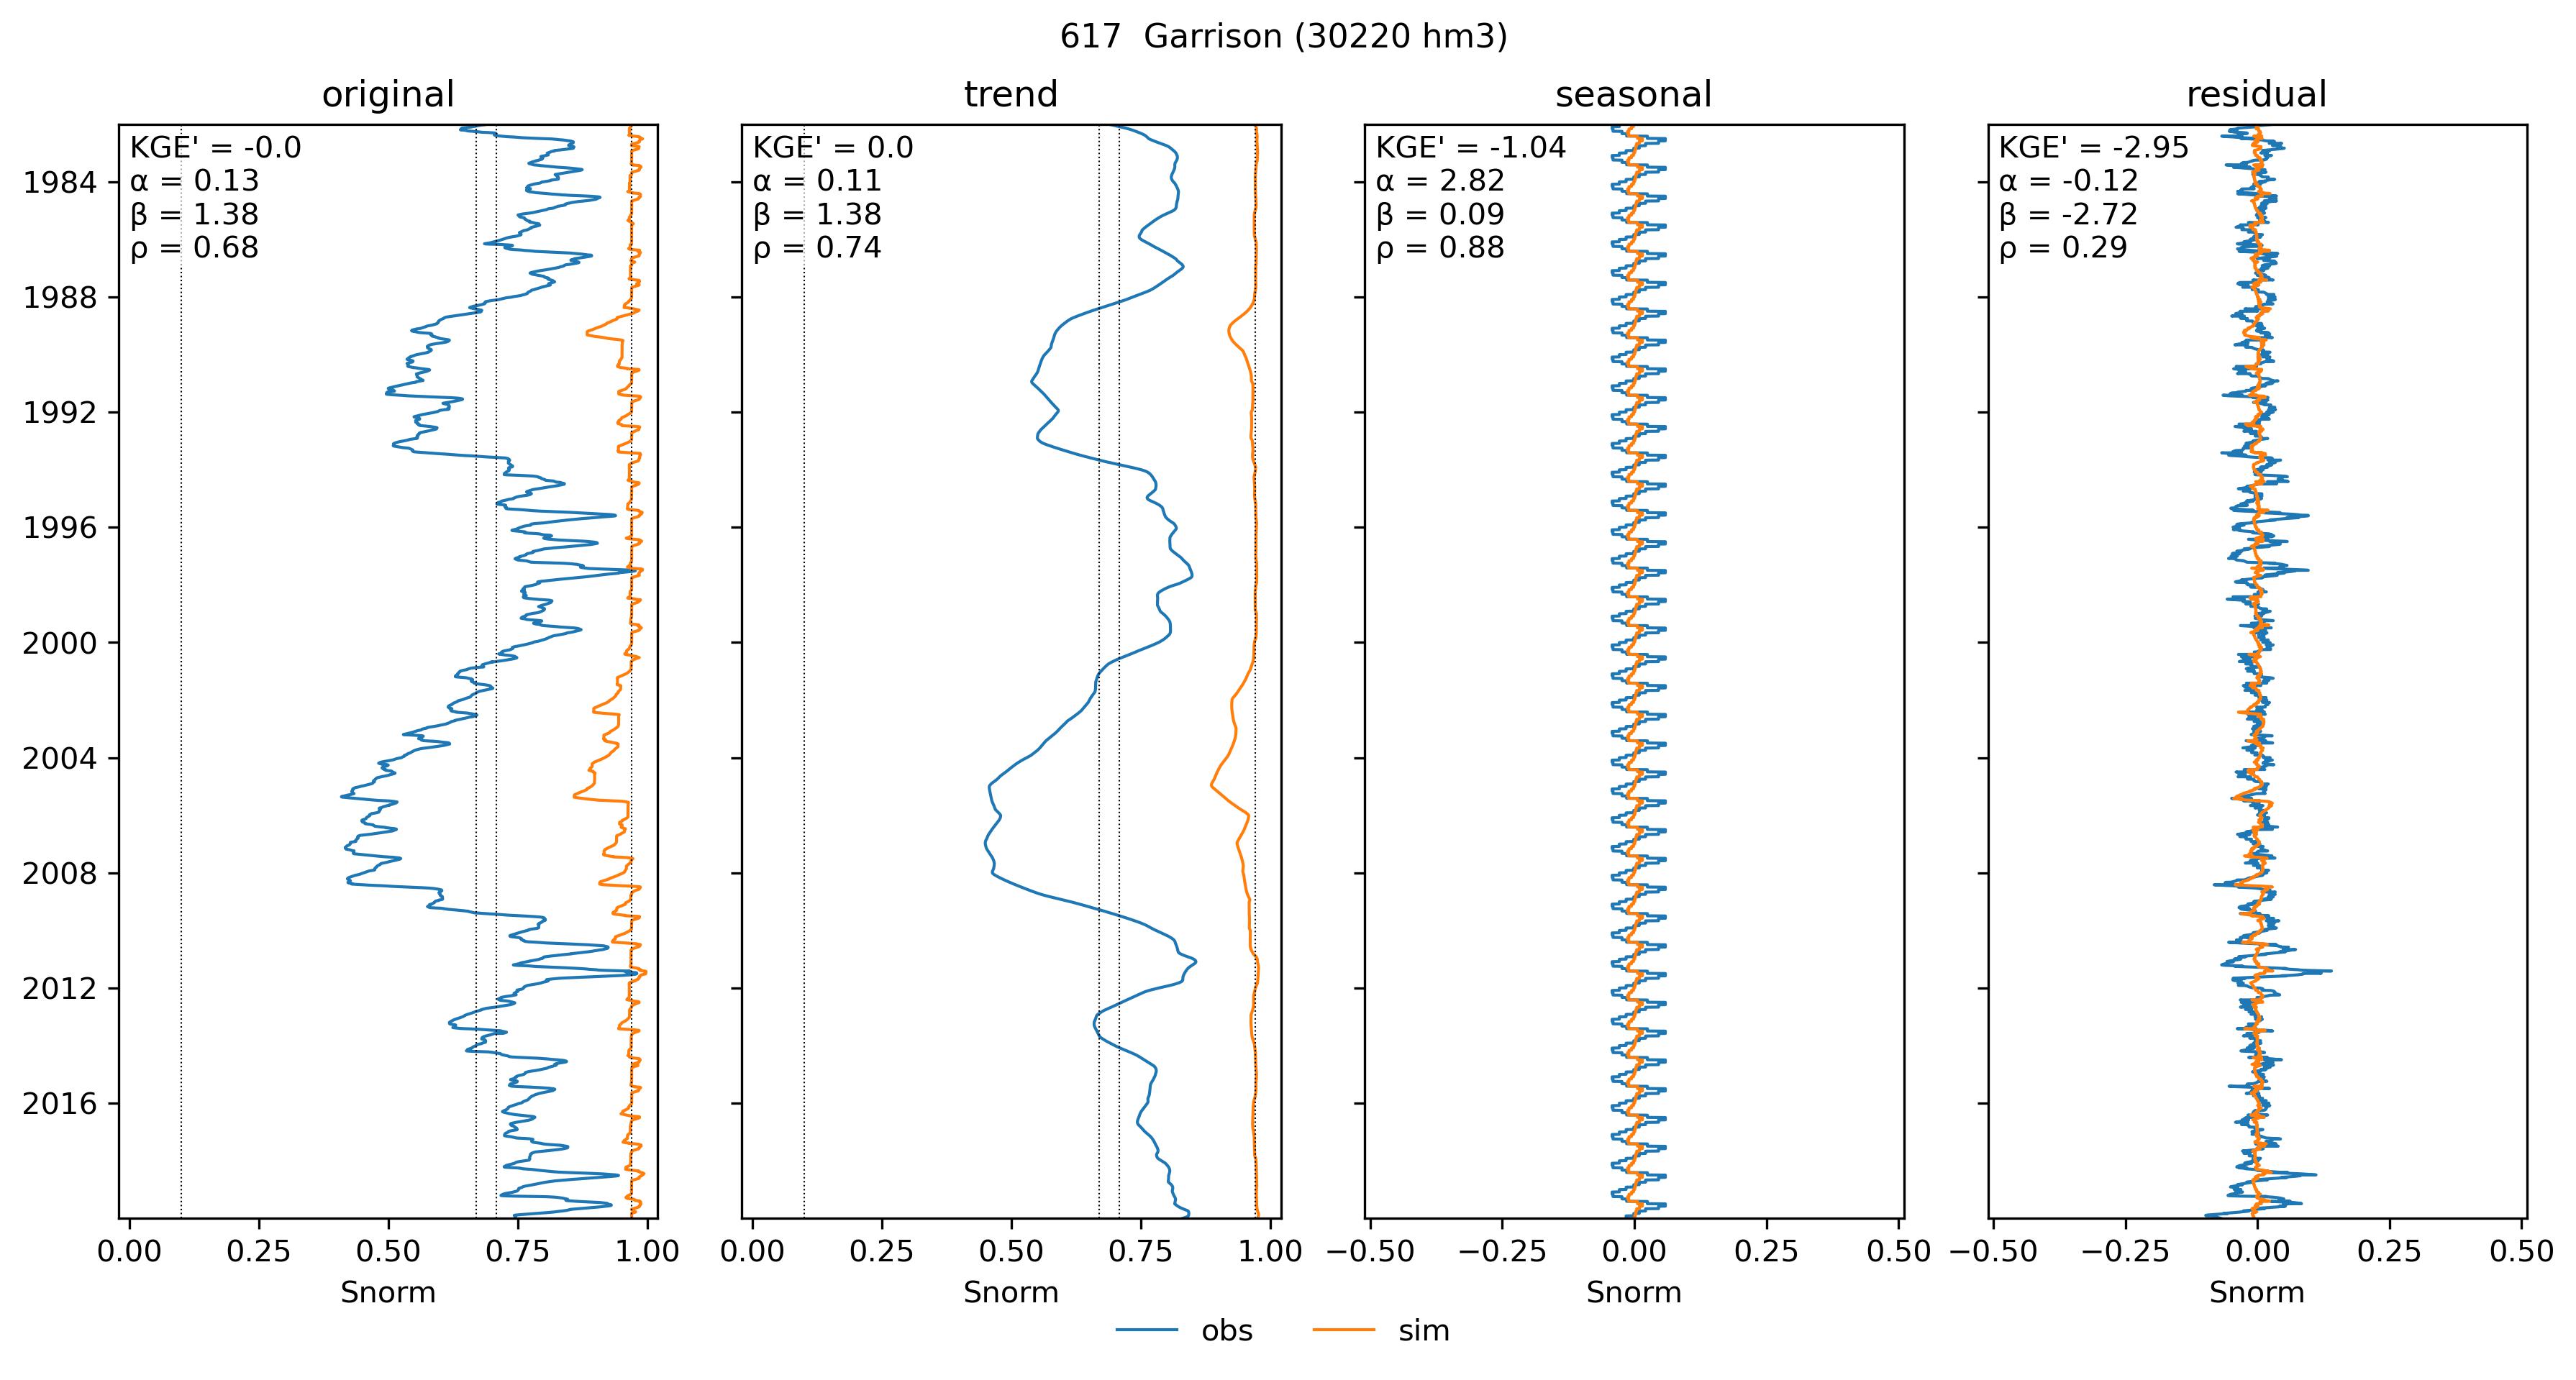 617  Garrison (30220 hm3)
original
KGE' = -0.0
α = 0.13
β = 1.38
ρ = 0.68
1984
1988
1992
1996
2000
2004
2008
2012
2016
0.00 0.25 0.50 0.75 1.00
Snorm
trend
KGE' = 0.0
α = 0.11
β = 1.38
ρ = 0.74
0.00 0.25 0.50 0.75 1.00
Snorm
seasonal
KGE' = -1.04
α = 2.82
β = 0.09
ρ = 0.88
−0.50 −0.25 0.00 0.25 0.50
Snorm
residual
KGE' = -2.95
α = -0.12
β = -2.72
ρ = 0.29
−0.50 −0.25 0.00 0.25 0.50
Snorm
obs sim